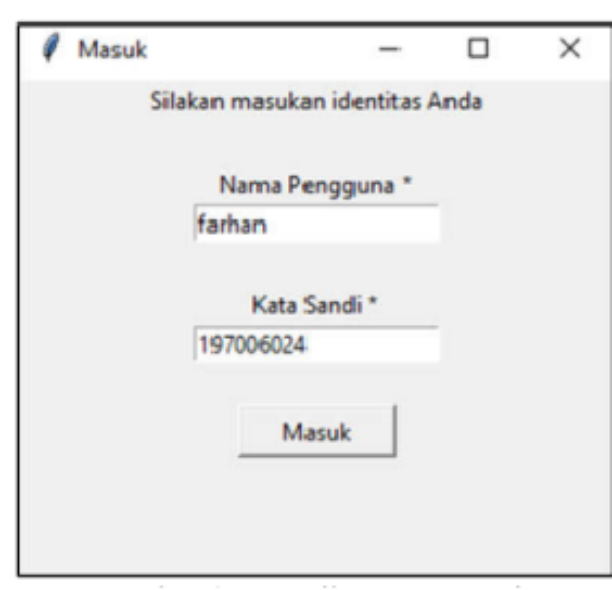 Masuk
Silakan masukan identitas Anda
Nama Pengguna *
farhan
Kata Sandi *
197006024
Masuk